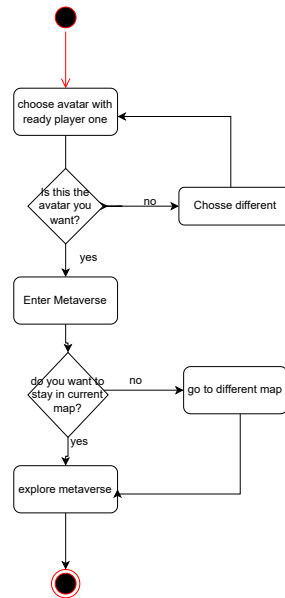 choose avatar with
ready player one
Is this the
avatar you
want?
no
Chosse different
yes
Enter Metaverse
do you want to
stay in current
map?
no
go to different map
yes
explore metaverse